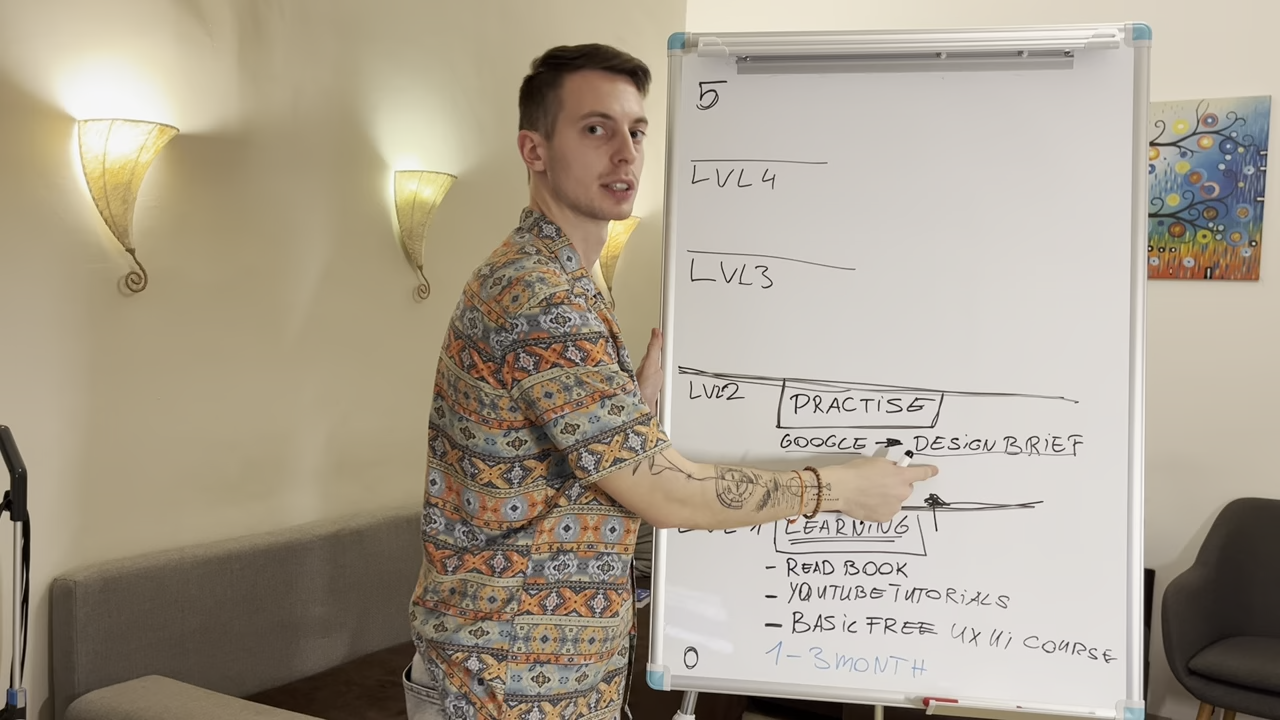 5
LVL4
LVL3
LVL2 PRACTISE
GOOGLE → DESIGN BRIEF
LEARNING
- READ BOOK
- YOUTUBE TUTORIALS
- BASIC FREE UX UI COURSE
0 1-3 MONTH